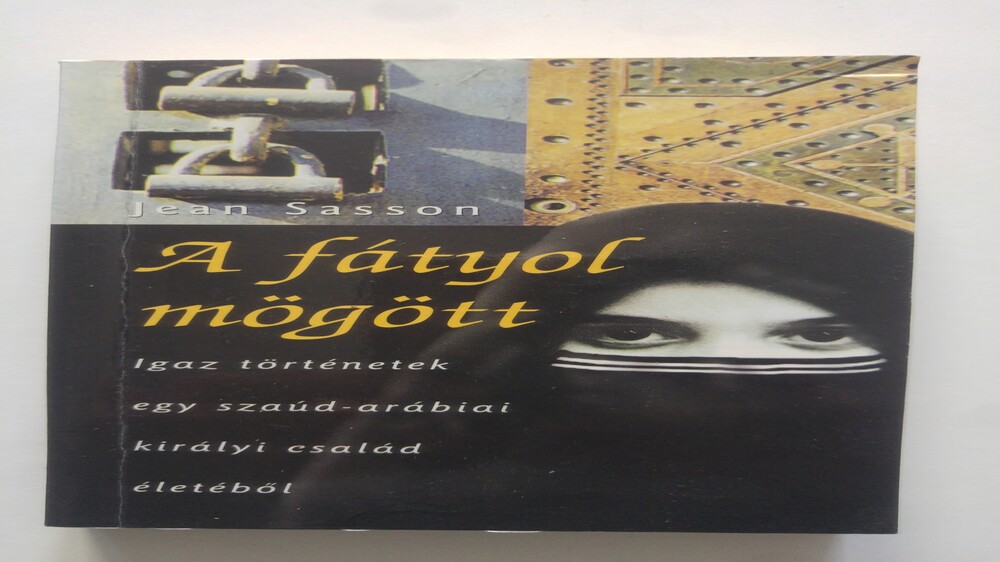 Jean Sasson
A fátyol
mögött
Igaz történetek
egy szaúd-arábiai
királyi család
életéből